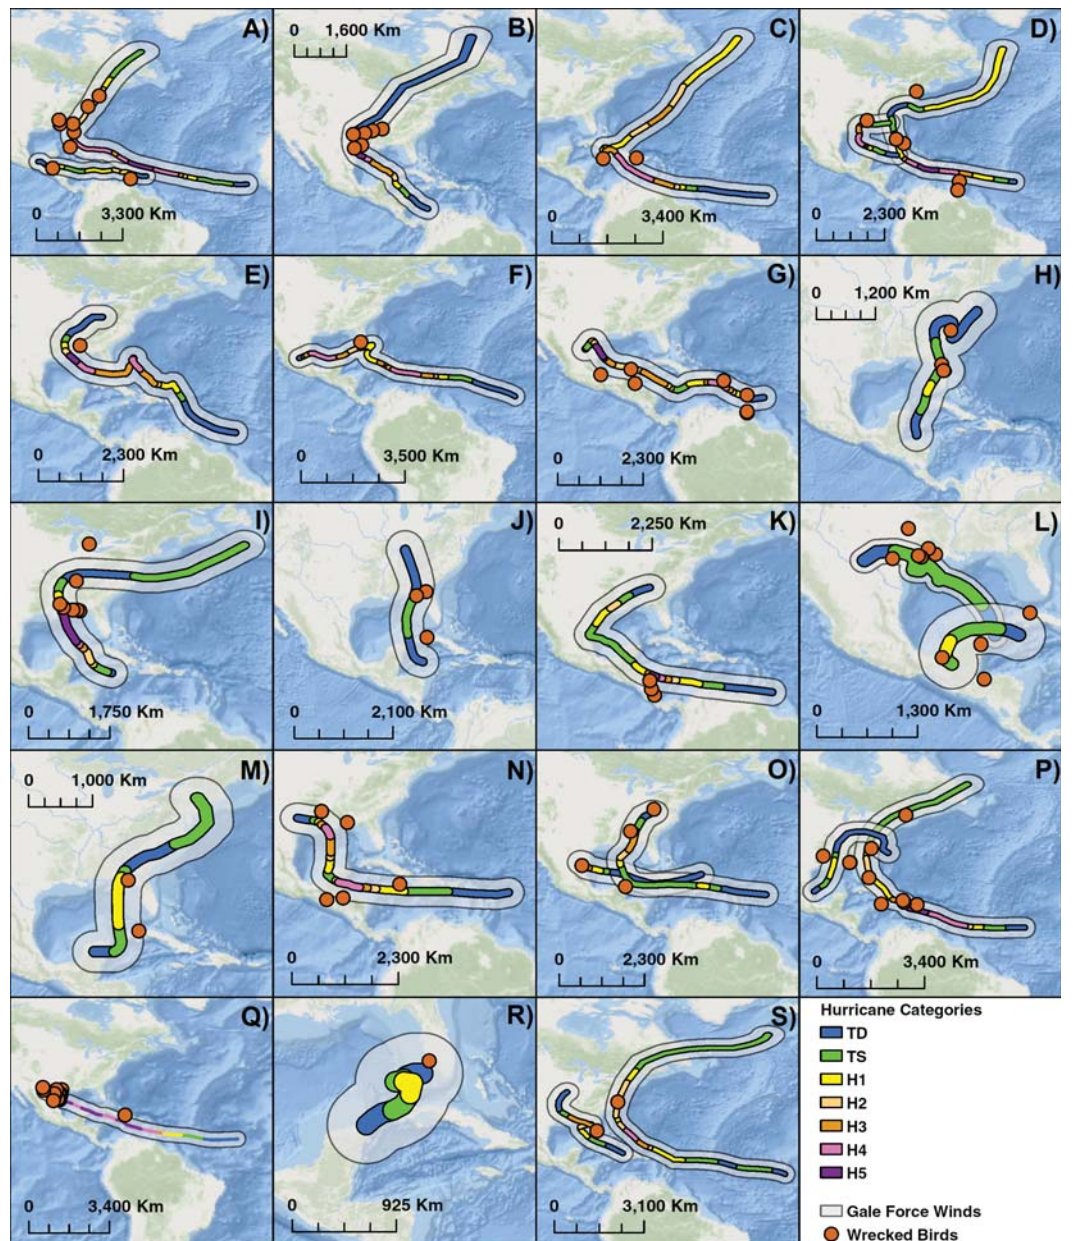 A)
0 3,300 Km
B)
0 1,600 Km
C)
0 3,400 Km
D)
0 2,300 Km
E)
0 2,300 Km
F)
0 3,500 Km
G)
0 2,300 Km
H)
0 1,200 Km
I)
0 1,750 Km
J)
0 2,100 Km
K)
0 2,250 Km
L)
0 1,300 Km
M)
0 1,000 Km
N)
0 2,300 Km
O)
0 2,300 Km
P)
0 3,400 Km
Q)
0 3,400 Km
R)
0 925 Km
S)
0 3,100 Km
Hurricane Categories
TD
TS
H1
H2
H3
H4
H5
Gale Force Winds
Wrecked Birds